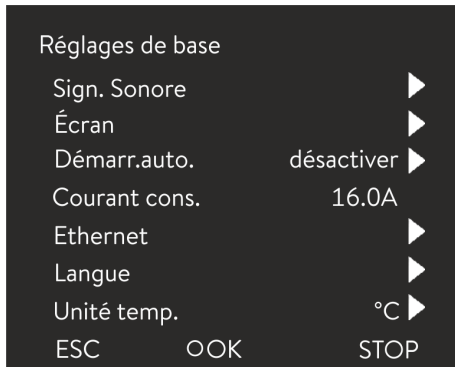 Réglages de base
Sign. Sonore
Écran
Démarr.auto. désactiver
Courant cons. 16.0A
Ethernet
Langue
Unité temp. °C
ESC OOK STOP